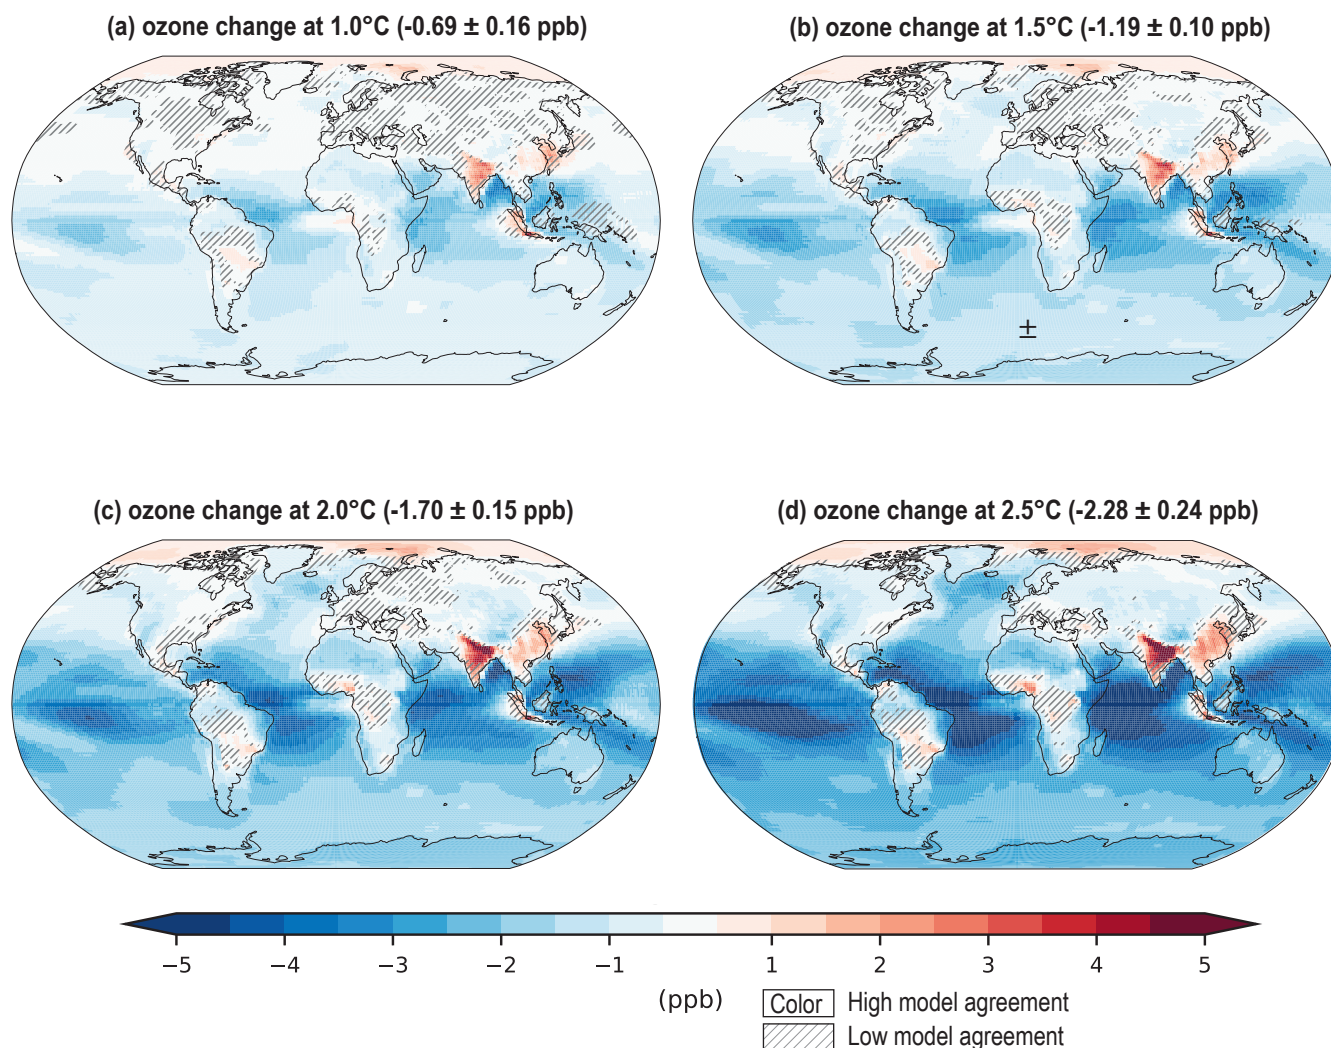 (a) ozone change at 1.0°C (-0.69 ± 0.16 ppb)
(b) ozone change at 1.5°C (-1.19 ± 0.10 ppb)
±
(c) ozone change at 2.0°C (-1.70 ± 0.15 ppb)
(d) ozone change at 2.5°C (-2.28 ± 0.24 ppb)
−5 −4 −3 −2 −1 1 2 3 4 5
(ppb)
Color High model agreement
Low model agreement